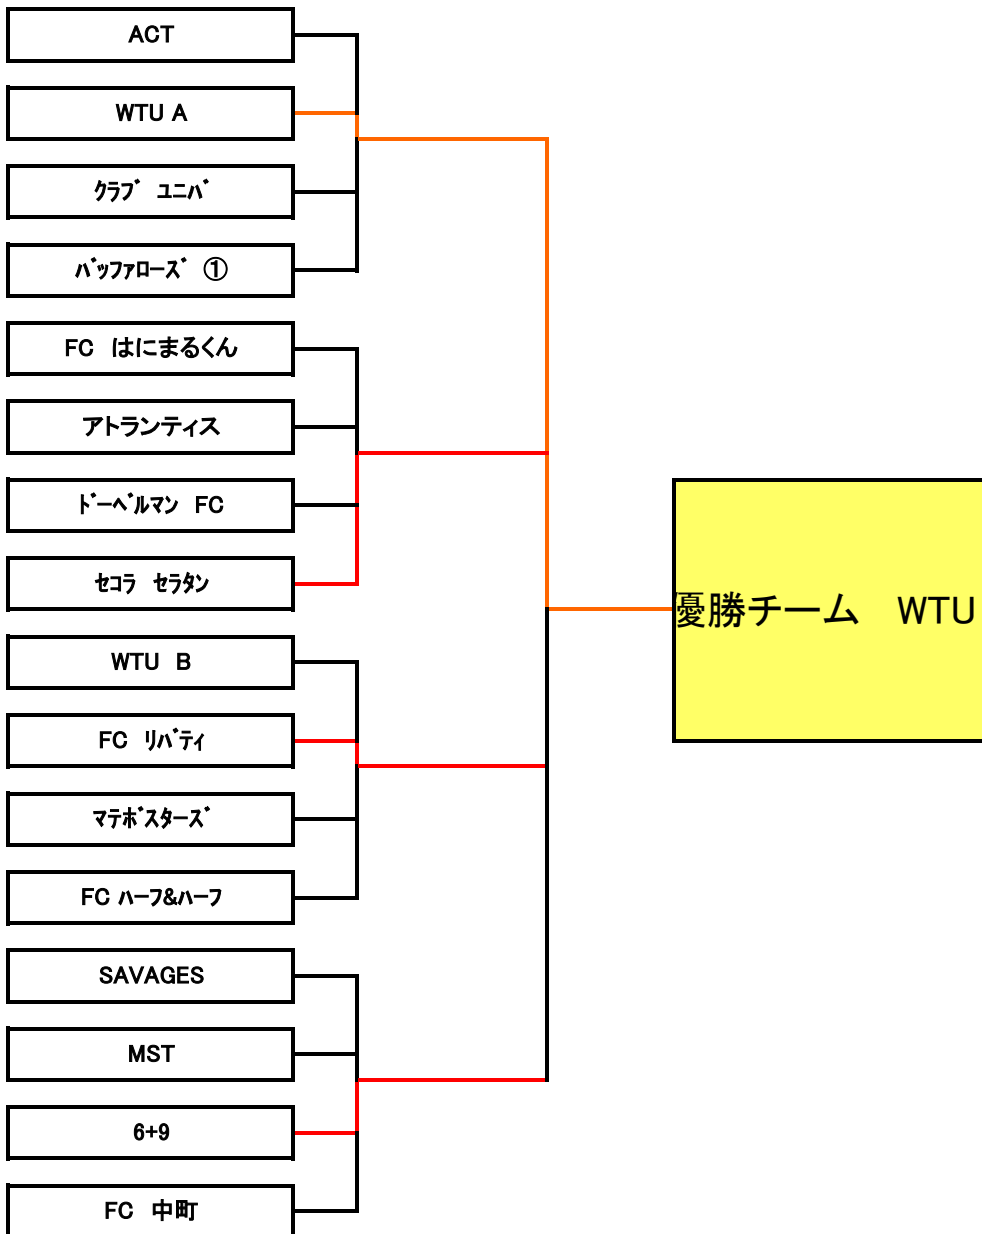 ACT
WTU A
ｸﾗﾌﾞ ﾕﾆﾊﾞ
ﾊﾞｯﾌｧﾛｰｽﾞ ①
FC はにまるくん
アトランティス
ﾄﾞｰﾍﾞﾙﾏﾝ FC
ｾｺﾗ ｾﾗﾀﾝ
WTU B
FC ﾘﾊﾞﾃｨ
ﾏﾃﾎﾞｽﾀｰｽﾞ
FC ﾊｰﾌ&ﾊｰﾌ
SAVAGES
MST
6+9
FC 中町
優勝チーム WTU